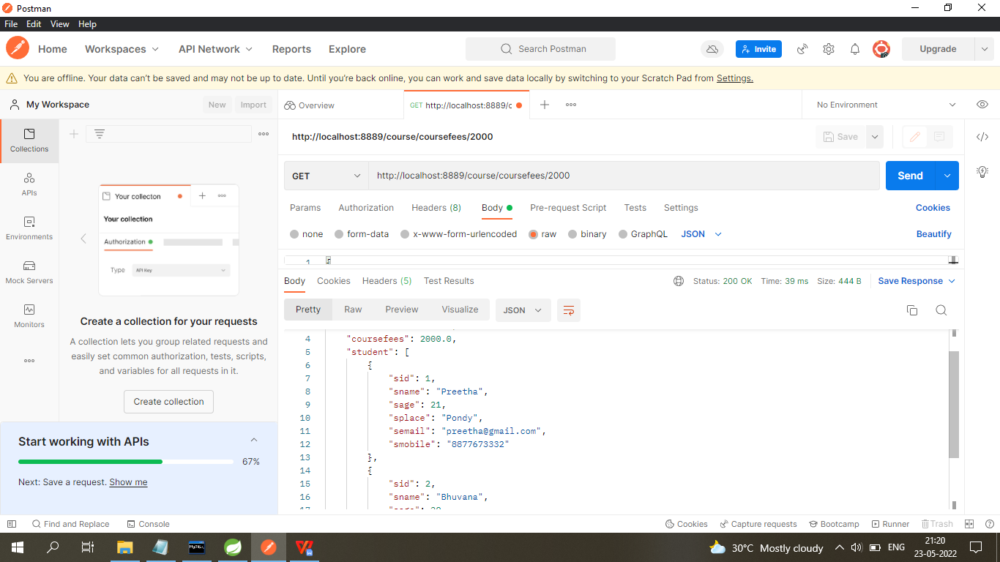 Postman
File Edit View Help
Home Workspaces API Network Reports Explore Search Postman Invite Upgrade
You are offline. Your data can't be saved and may not be up to date. Until you're back online, you can work and save data locally by switching to your Scratch Pad from Settings.
My Workspace New Import Overview GET http://localhost:8889/c No Environment
Collections
APIs
Environments
Mock Servers
Monitors
Your collecton
Your collection
Authorization
Type API Key
Create a collection for your requests
A collection lets you group related requests and
easily set common authorization, tests, scripts,
and variables for all requests in it.
Create collection
Start working with APIs
67%
Next: Save a request. Show me
http://localhost:8889/course/coursefees/2000 Save
GET http://localhost:8889/course/coursefees/2000 Send
Params Authorization Headers (8) Body Pre-request Script Tests Settings Cookies
none form-data x-www-form-urlencoded raw binary GraphQL JSON Beautify
1 {
Body Cookies Headers (5) Test Results Status: 200 OK Time: 39 ms Size: 444 B Save Response
Pretty Raw Preview Visualize JSON
4 "coursefees": 2000.0,
5 "student": [
6 {
7 "sid": 1,
8 "sname": "Preetha",
9 "sage": 21,
10 "splace": "Pondy",
11 "semail": "preetha@gmail.com",
12 "smobile": "8877673332"
13 },
14 {
15 "sid": 2,
16 "sname": "Bhuvana",
Find and Replace Console Cookies Capture requests Bootcamp Runner Trash
MySQL
30°C Mostly cloudy ENG 21:20
23-05-2022